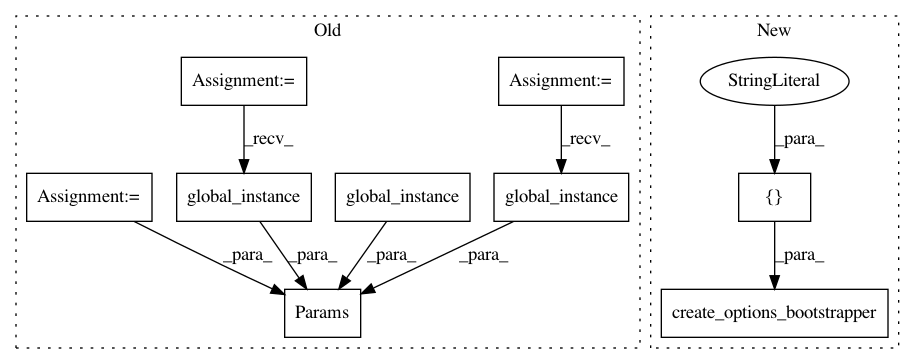 Old
New
Assignment:=
Assignment:=
StringLiteral
_recv_
_recv_
_para_
Assignment:=
global_instance
global_instance
global_instance
{}
_para_
_para_
_para_
_para_
_para_
Params
create_options_bootstrapper